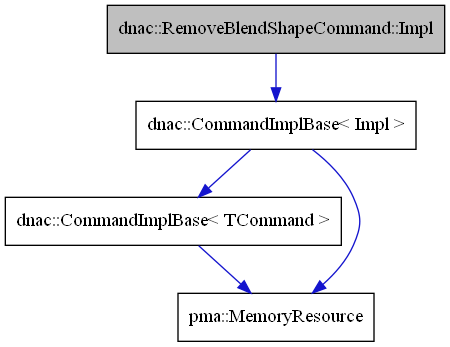 dnac::RemoveBlendShapeCommand::Impl
dnac::CommandImplBase< Impl >
dnac::CommandImplBase< TCommand >
pma::MemoryResource